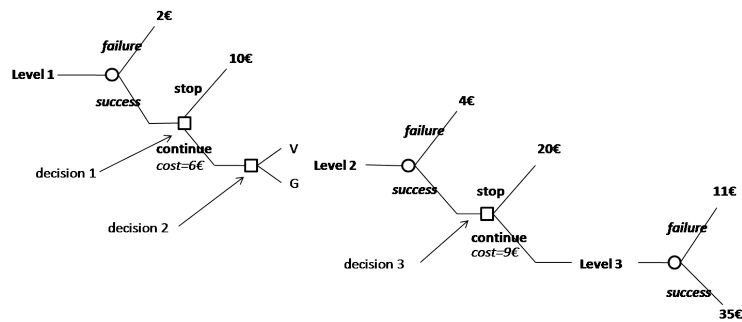 2€
failure
Level 1
success
10€
stop
continue
cost=6€
decision 1
V
G
decision 2
Level 2
4€
failure
success
20€
stop
continue
cost=9€
decision 3
Level 3
11€
failure
success
35€